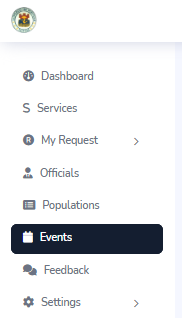 Dashboard
S Services
R My Request
Officials
Populations
Events
Feedback
Settings